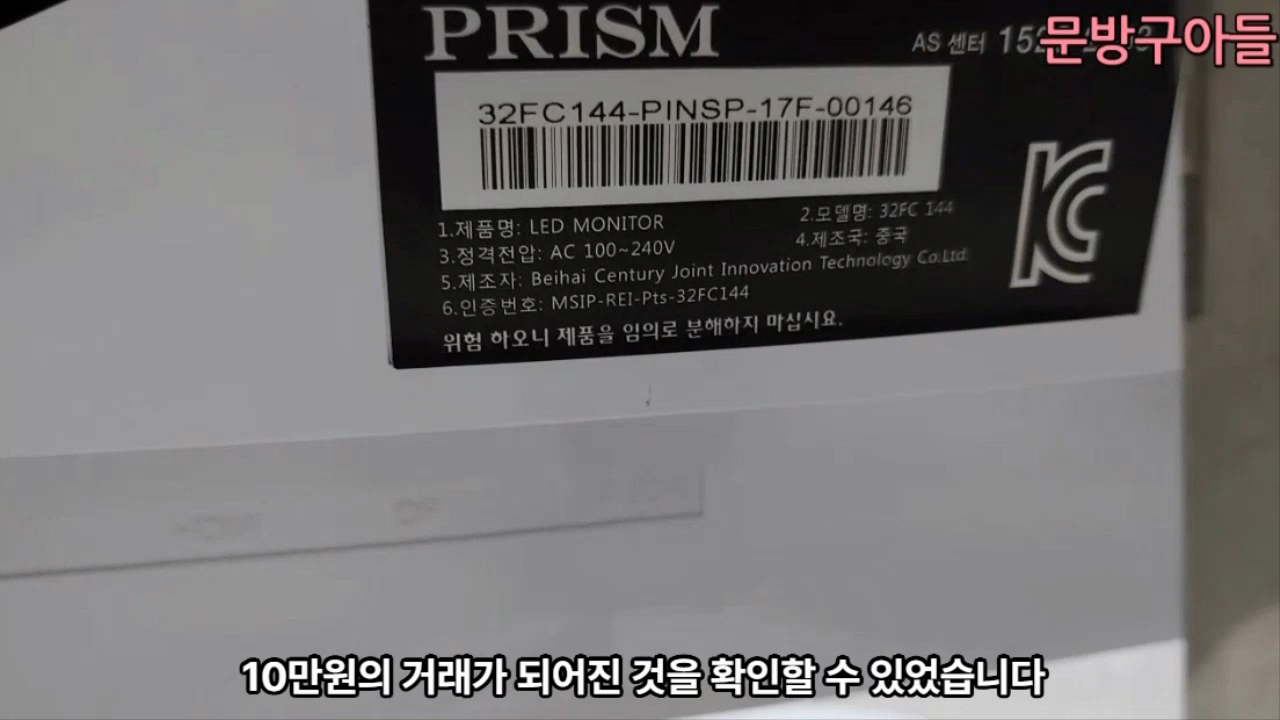 PRISM
문방구아들
AS 센터
32FC144-PINSP-17F-00146
1.제품명: LED MONITOR
2.모델명: 32FC 144
3.정격전압: AC 100~240V
4.제조국: 중국
5.제조자: Beihai Century Joint Innovation Technology Co.Ltd.
6.인증번호: MSIP-REI-Pts-32FC144
위험 하오니 제품을 임의로 분해하지 마십시요.
10만원의 거래가 되어진 것을 확인할 수 있었습니다